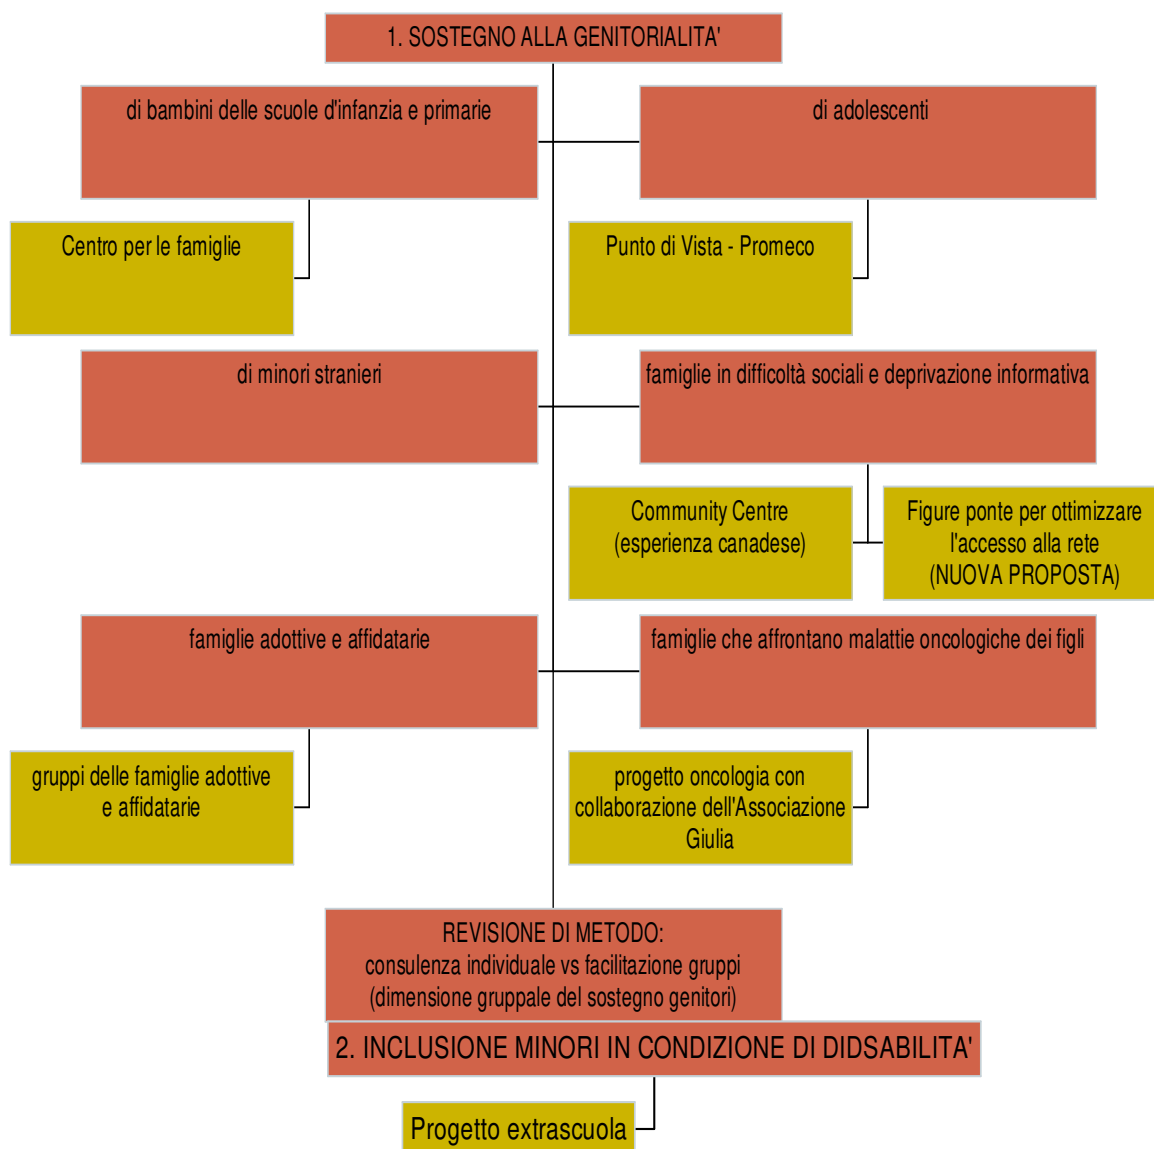 1. SOSTEGNO ALLA GENITORIALITA'
di bambini delle scuole d'infanzia e primarie
di adolescenti
Centro per le famiglie
Punto di Vista - Promeco
di minori stranieri
famiglie in difficoltà sociali e deprivazione informativa
Community Centre
(esperienza canadese)
Figure ponte per ottimizzare
l'accesso alla rete
(NUOVA PROPOSTA)
famiglie adottive e affidatarie
famiglie che affrontano malattie oncologiche dei figli
gruppi delle famiglie adottive
e affidatarie
progetto oncologia con
collaborazione dell'Associazione
Giulia
REVISIONE DI METODO:
consulenza individuale vs facilitazione gruppi
(dimensione gruppale del sostegno genitori)
2. INCLUSIONE MINORI IN CONDIZIONE DI DIDSABILITA'
Progetto extrascuola